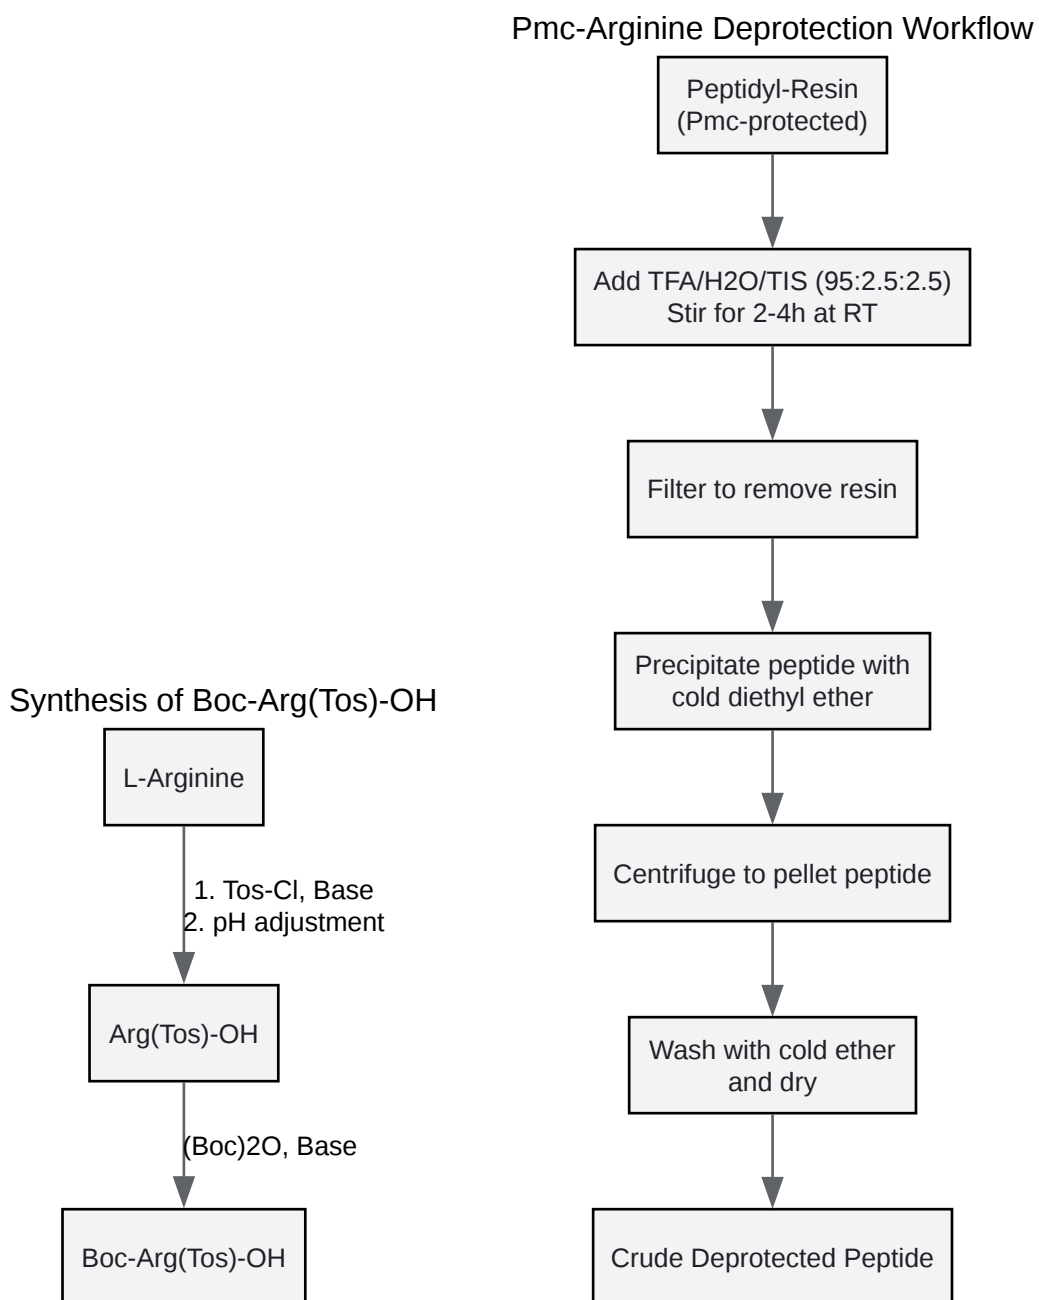 Pmc-Arginine Deprotection Workflow
Peptidyl-Resin
(Pmc-protected)
Add TFA/H2O/TIS (95:2.5:2.5)
Stir for 2-4h at RT
Filter to remove resin
Precipitate peptide with
cold diethyl ether
Centrifuge to pellet peptide
Wash with cold ether
and dry
Crude Deprotected Peptide
Synthesis of Boc-Arg(Tos)-OH
L-Arginine
1. Tos-Cl, Base
2. pH adjustment
Arg(Tos)-OH
(Boc)2O, Base
Boc-Arg(Tos)-OH